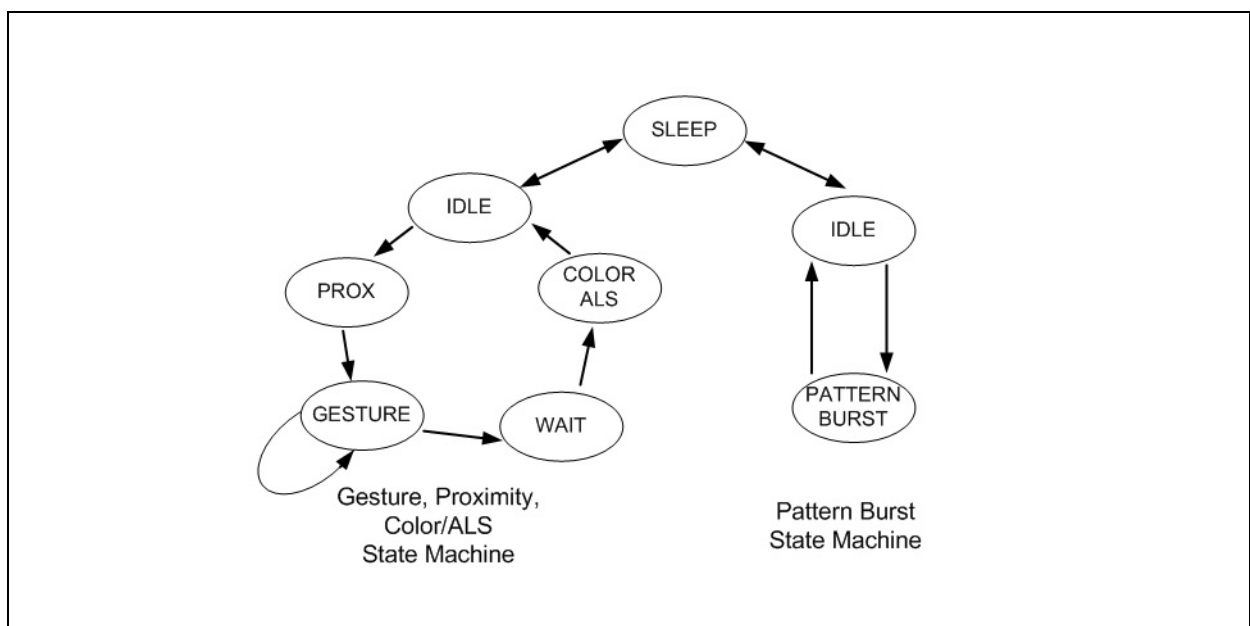 SLEEP
IDLE
IDLE
PROX
COLOR
ALS
GESTURE
WAIT
PATTERN
BURST
Gesture, Proximity,
Color/ALS
State Machine
Pattern Burst
State Machine